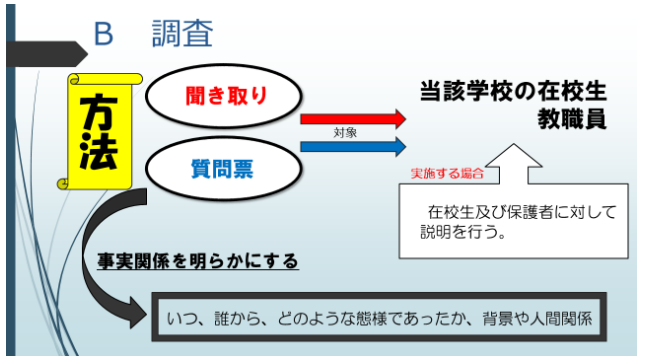 B　調査
方法
聞き取り
質問票
対象
当該学校の在校生
教職員
実施する場合
在校生及び保護者に対して
説明を行う。
事実関係を明らかにする
いつ、誰から、どのような態様であったか、背景や人間関係